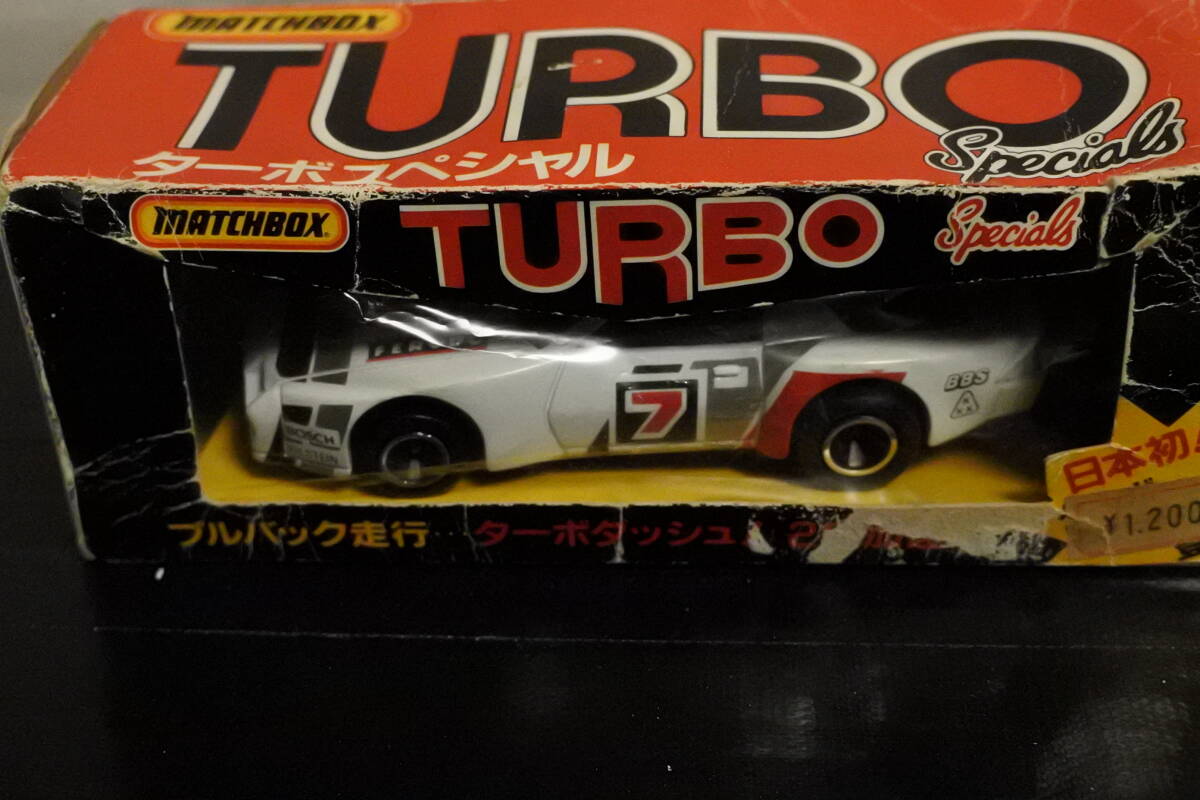 MATCHBOX
TURBO
Specials
ターボスペシャル
MATCHBOX®
TURBO
Specials
7
BBS
BOSCH
日本初
¥1.200
プルバック走行
ターボダッシュ